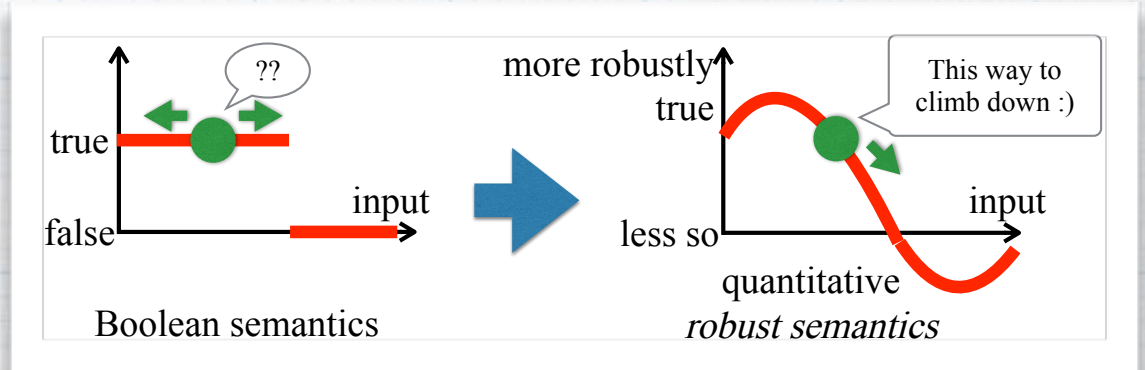 ??
true
false
input
Boolean semantics
more robustly
true
This way to
climb down :)
less so
input
quantitative
robust semantics